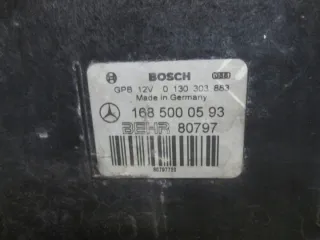 BOSCH
GPB 12V 0 130 303 883
Made in Germany
168 500 05 93
BEHR 80797